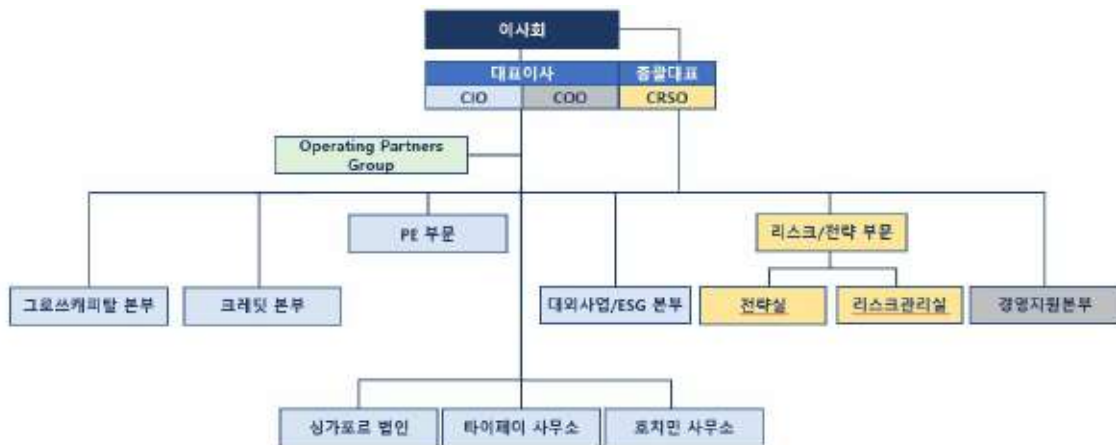 이사회
대표이사
총괄대표
CIO
COO
CRSO
Operating Partners
Group
PE 부문
리스크/전략 부문
그로쓰캐피탈 본부
크레딧 본부
대외사업/ESG 본부
전략실
리스크관리실
경영지원본부
싱가포르 법인
타이페이 사무소
호치민 사무소